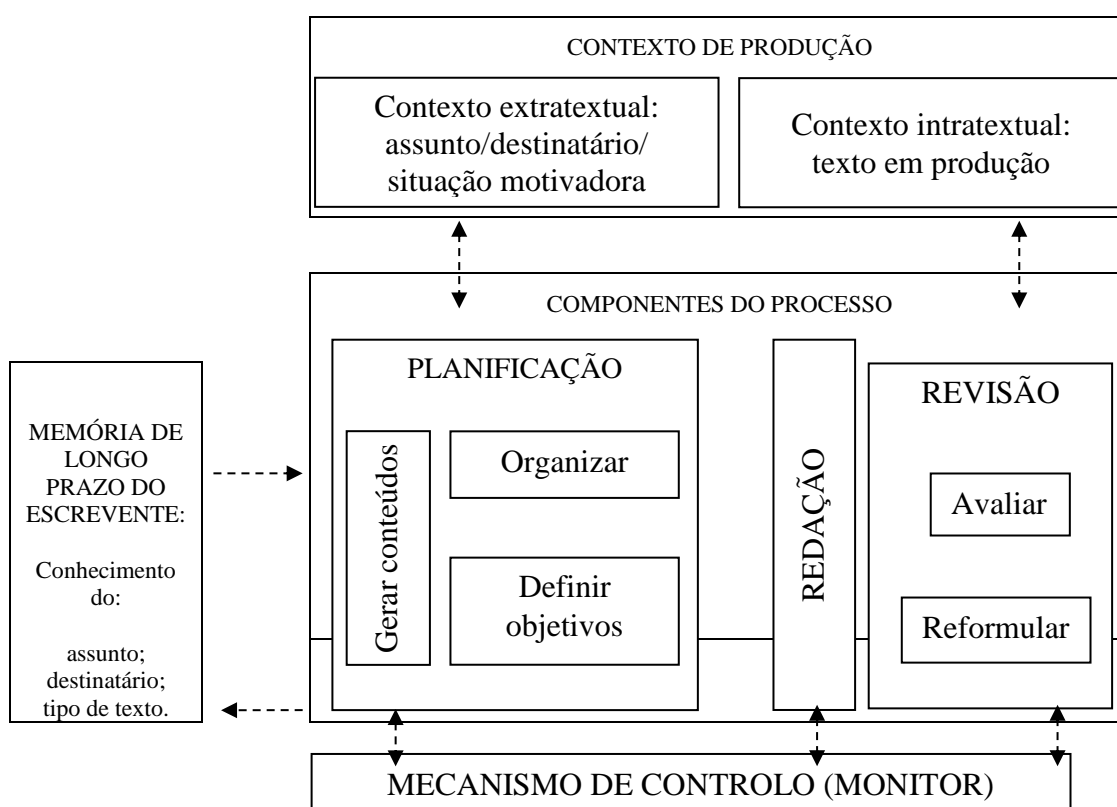 CONTEXTO DE PRODUÇÃO
Contexto extratextual:
assunto/destinatário/
situação motivadora
Contexto intratextual:
texto em produção
COMPONENTES DO PROCESSO
MEMÓRIA DE
LONGO
PRAZO DO
ESCREVENTE:
Conhecimento
do:
assunto;
destinatário;
tipo de texto.
PLANIFICAÇÃO
Gerar conteúdos
Organizar
Definir
objetivos
REDAÇÃO
REVISÃO
Avaliar
Reformular
MECANISMO DE CONTROLO (MONITOR)